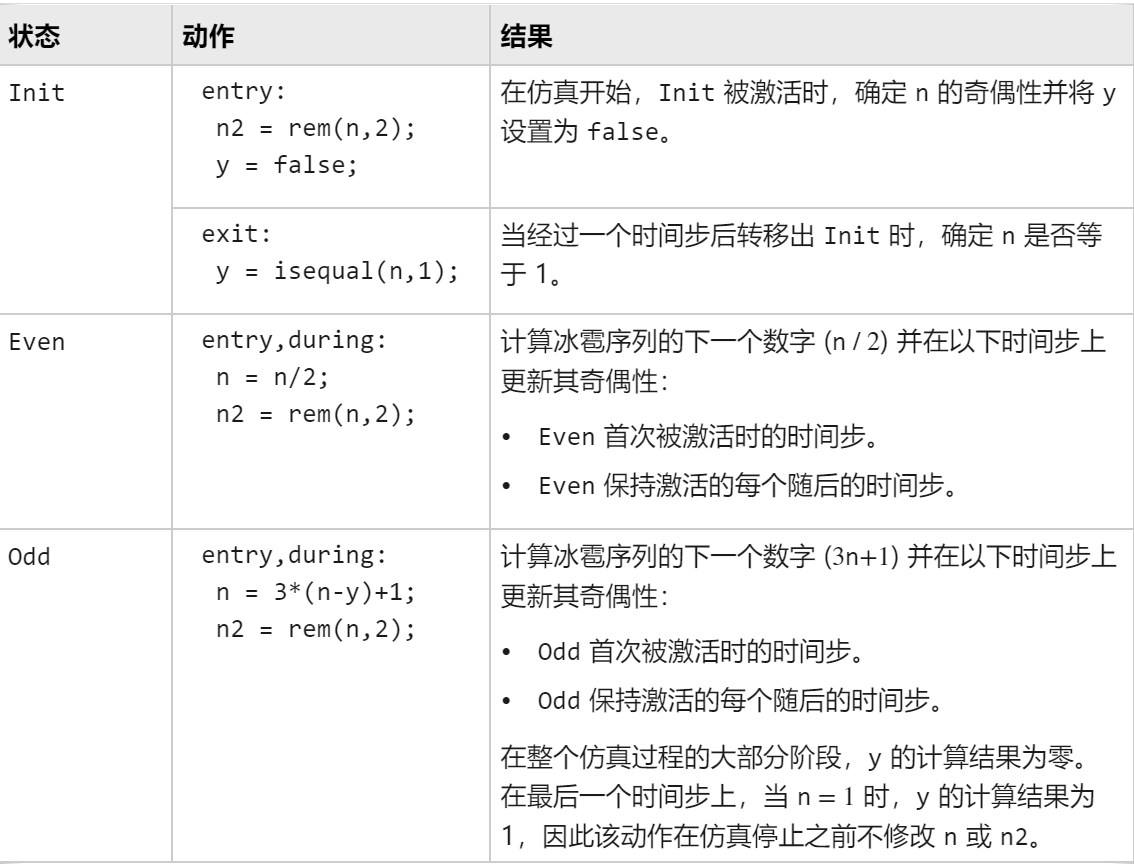 状态 动作 结果
Init entry: 在仿真开始，Init 被激活时，确定 n 的奇偶性并将 y
n2 = rem(n,2); 设置为 false。
y = false;
exit: 当经过一个时间步后转移出 Init 时，确定 n 是否等
y = isequal(n,1); 于 1。
Even entry,during: 计算冰雹序列的下一个数字 (n / 2) 并在以下时间步上
n = n/2; 更新其奇偶性：
n2 = rem(n,2);
• Even 首次被激活时的时间步。
• Even 保持激活的每个随后的时间步。
Odd entry,during: 计算冰雹序列的下一个数字 (3n+1) 并在以下时间步上
n = 3*(n-y)+1; 更新其奇偶性：
n2 = rem(n,2);
• Odd 首次被激活时的时间步。
• Odd 保持激活的每个随后的时间步。
在整个仿真过程的大部分阶段，y 的计算结果为零。
在最后一个时间步上，当 n = 1 时，y 的计算结果为
1，因此该动作在仿真停止之前不修改 n 或 n2。